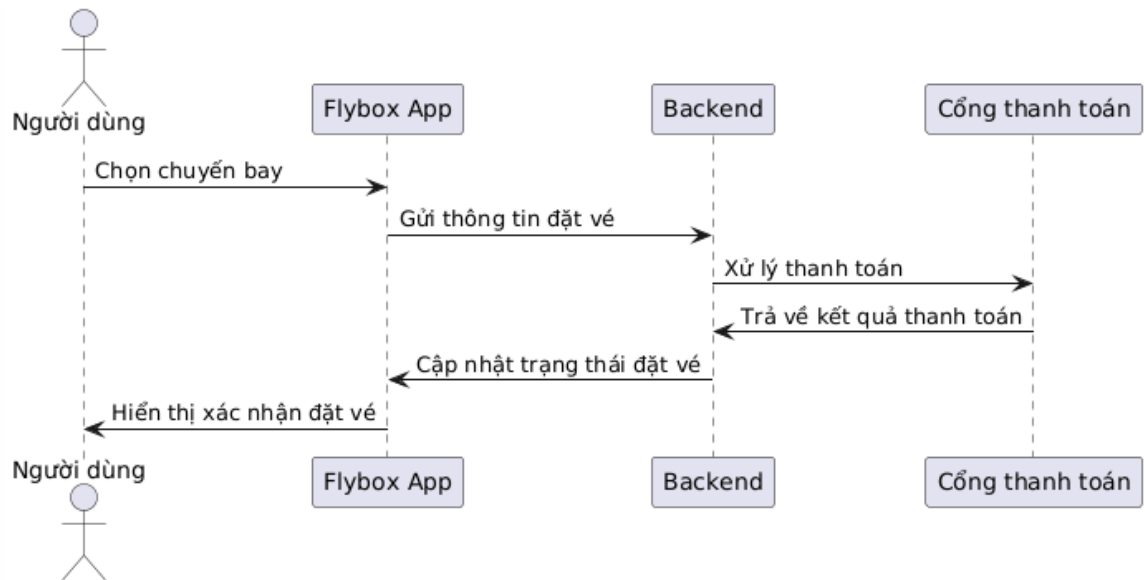 Người dùng
Flybox App
Backend
Cổng thanh toán
Chọn chuyến bay
Gửi thông tin đặt vé
Xử lý thanh toán
Trả về kết quả thanh toán
Cập nhật trạng thái đặt vé
Hiển thị xác nhận đặt vé
Người dùng
Flybox App
Backend
Cổng thanh toán